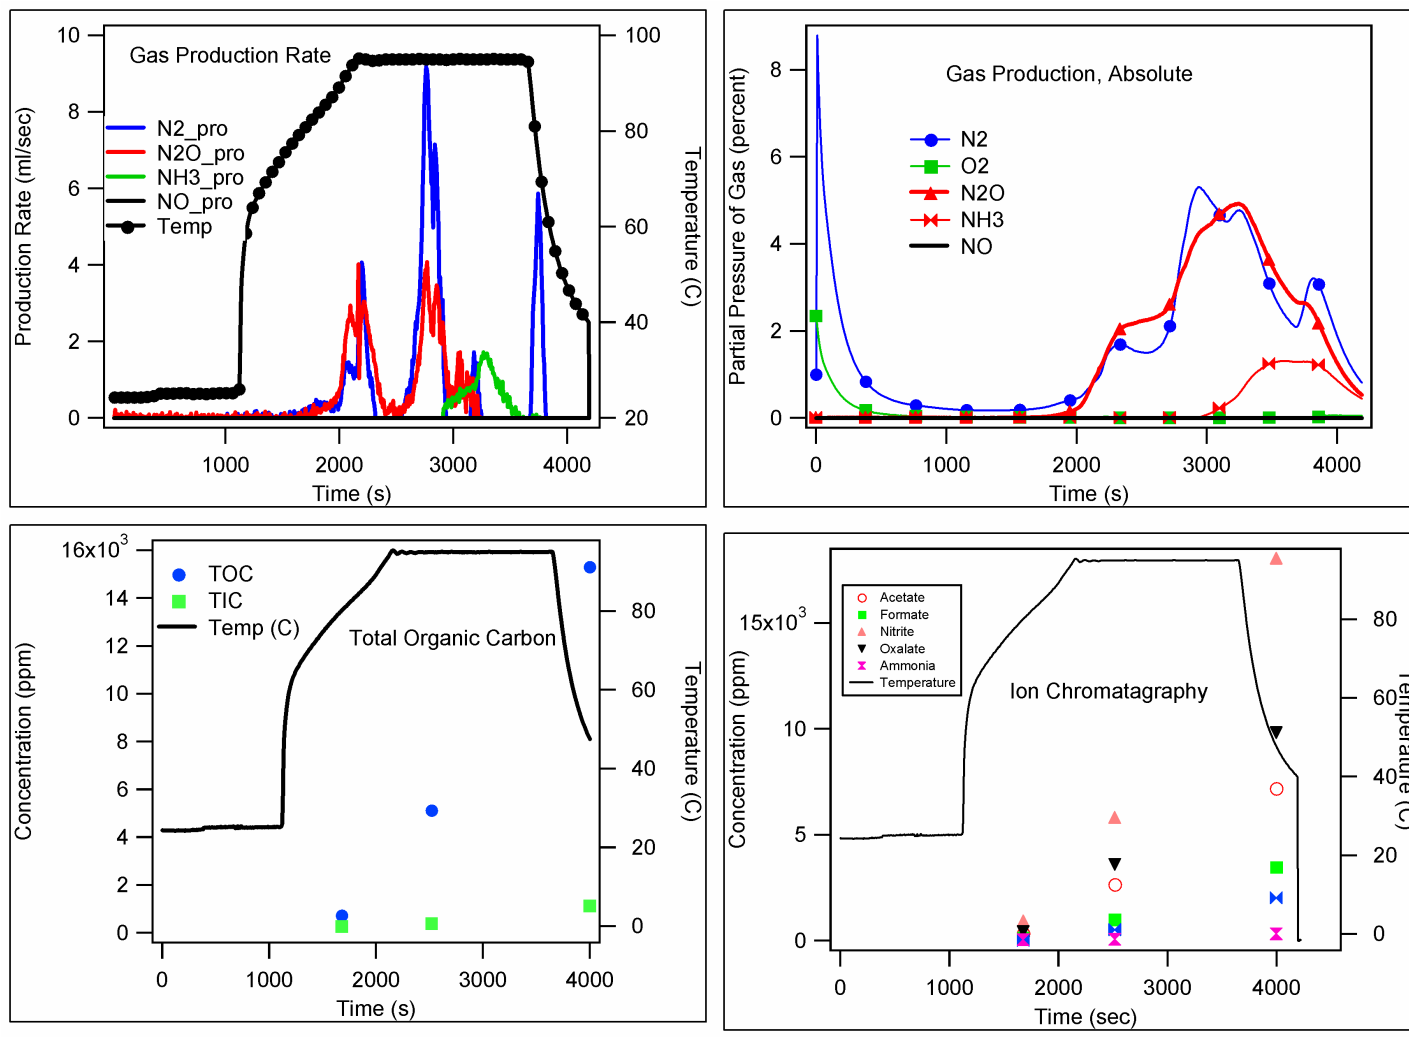 Gas Production Rate
10
8
6
4
2
0
Production Rate (ml/sec)
100
80
60
40
20
Temperature (C)
N2_pro
N2O_pro
NH3_pro
NO_pro
Temp
1000
2000
3000
4000
Time (s)
Gas Production, Absolute
8
6
4
2
0
Partial Pressure of Gas (percent)
N2
O2
N2O
NH3
NO
0
1000
2000
3000
4000
Time (s)
16x10³
14
12
10
8
6
4
2
0
Concentration (ppm)
TOC
TIC
Temp (C)
Total Organic Carbon
80
60
40
20
0
Temperature (C)
0
1000
2000
3000
4000
Time (s)
15x10³
10
5
0
Concentration (ppm)
Acetate
Formate
Nitrite
Oxalate
Ammonia
Temperature
Ion Chromatagraphy
80
60
40
20
0
Temperature (C)
0
1000
2000
3000
4000
Time (sec)